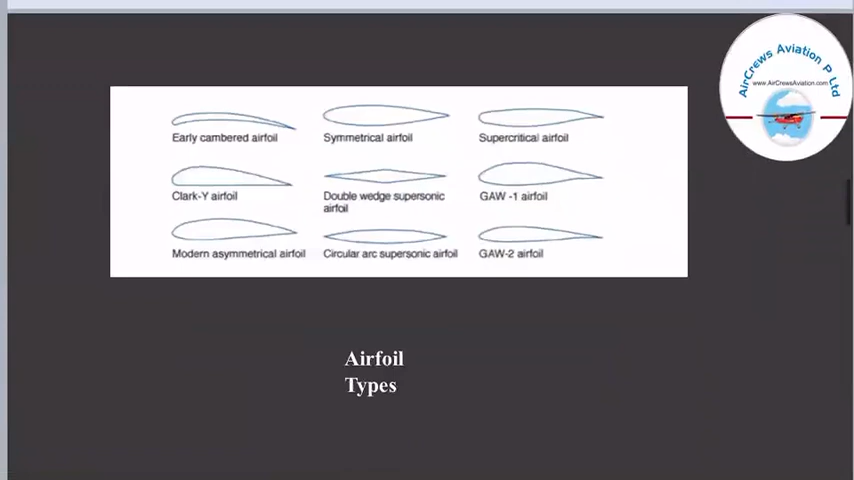 AirCrews Aviation P Ltd
www.AirCrewsAviation.com
Early cambered airfoil
Symmetrical airfoil
Supercritical airfoil
Clark-Y airfoil
Double wedge supersonic
airfoil
GAW -1 airfoil
Modern asymmetrical airfoil
Circular arc supersonic airfoil
GAW-2 airfoil
Airfoil
Types